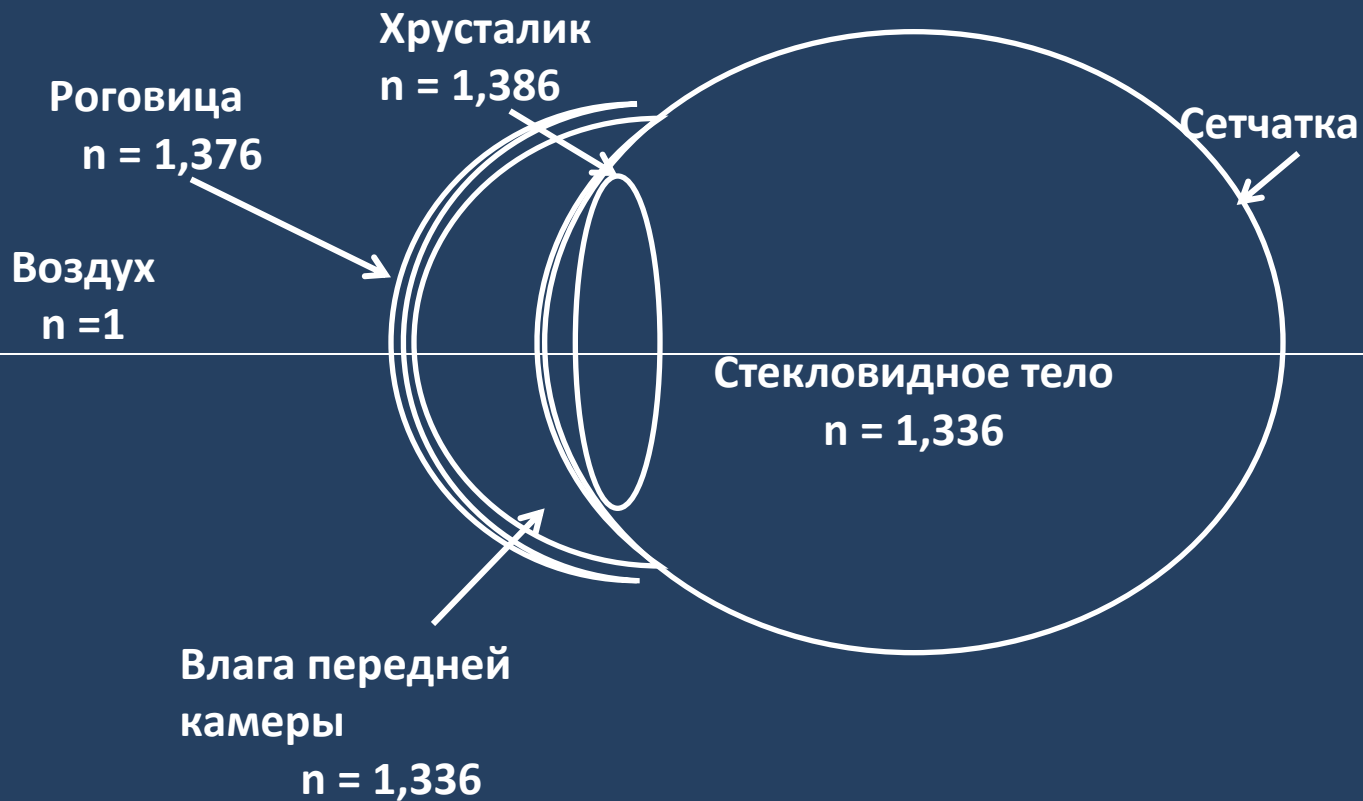 Хрусталик
n = 1,386
Роговица
n = 1,376
Сетчатка
Воздух
n =1
Стекловидное тело
n = 1,336
Влага передней
камеры
n = 1,336